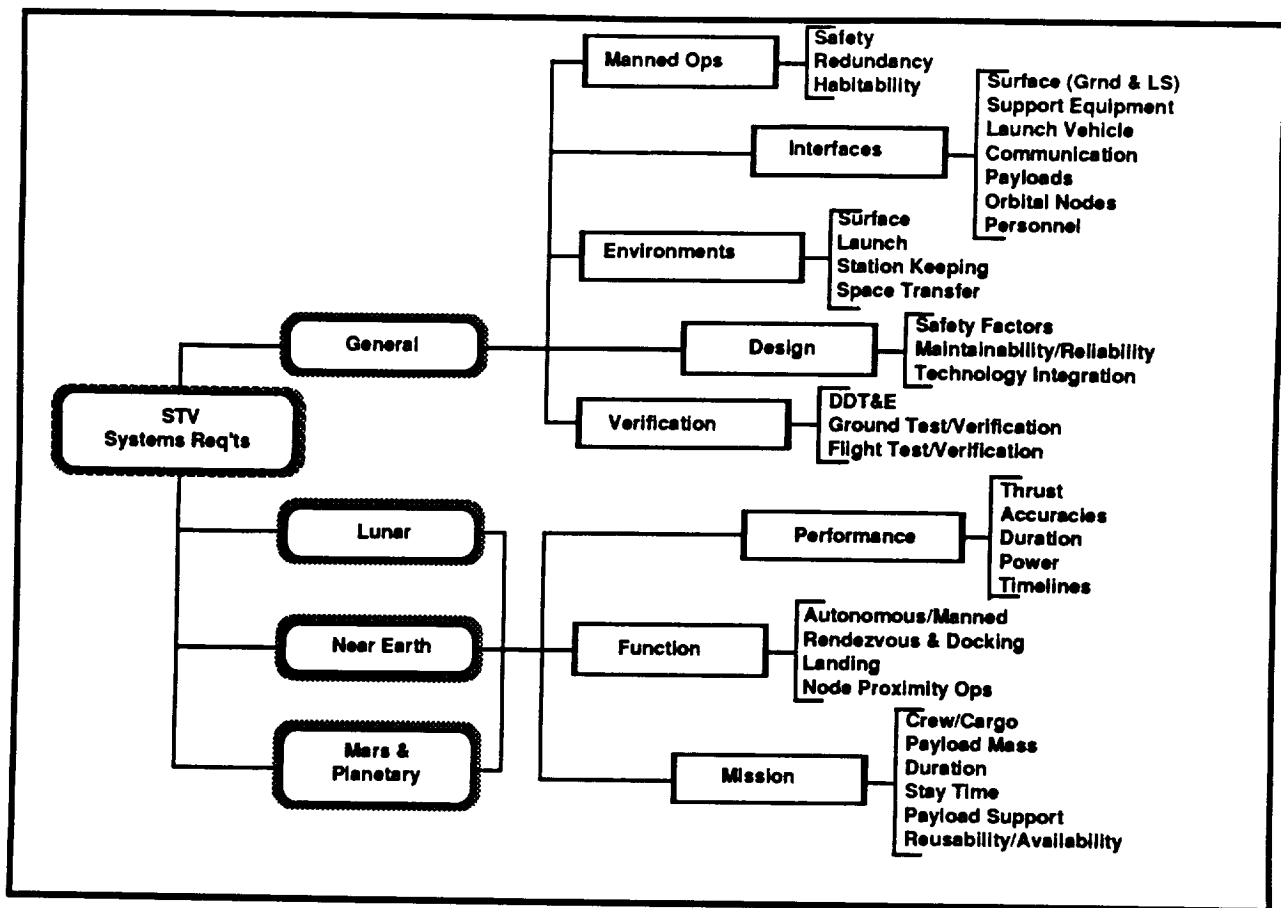 Manned Ops
Safety
Redundancy
Habitability
Interfaces
Surface (Grnd & LS)
Support Equipment
Launch Vehicle
Communication
Payloads
Orbital Nodes
Personnel
Environments
Surface
Launch
Station Keeping
Space Transfer
General
Design
Safety Factors
Maintainability/Reliability
Technology Integration
STV
Systems Req'ts
Verification
DDT&E
Ground Test/Verification
Flight Test/Verification
Lunar
Performance
Thrust
Accuracies
Duration
Power
Timelines
Near Earth
Function
Autonomous/Manned
Rendezvous & Docking
Landing
Node Proximity Ops
Mars &
Planetary
Mission
Crew/Cargo
Payload Mass
Duration
Stay Time
Payload Support
Reusability/Availability